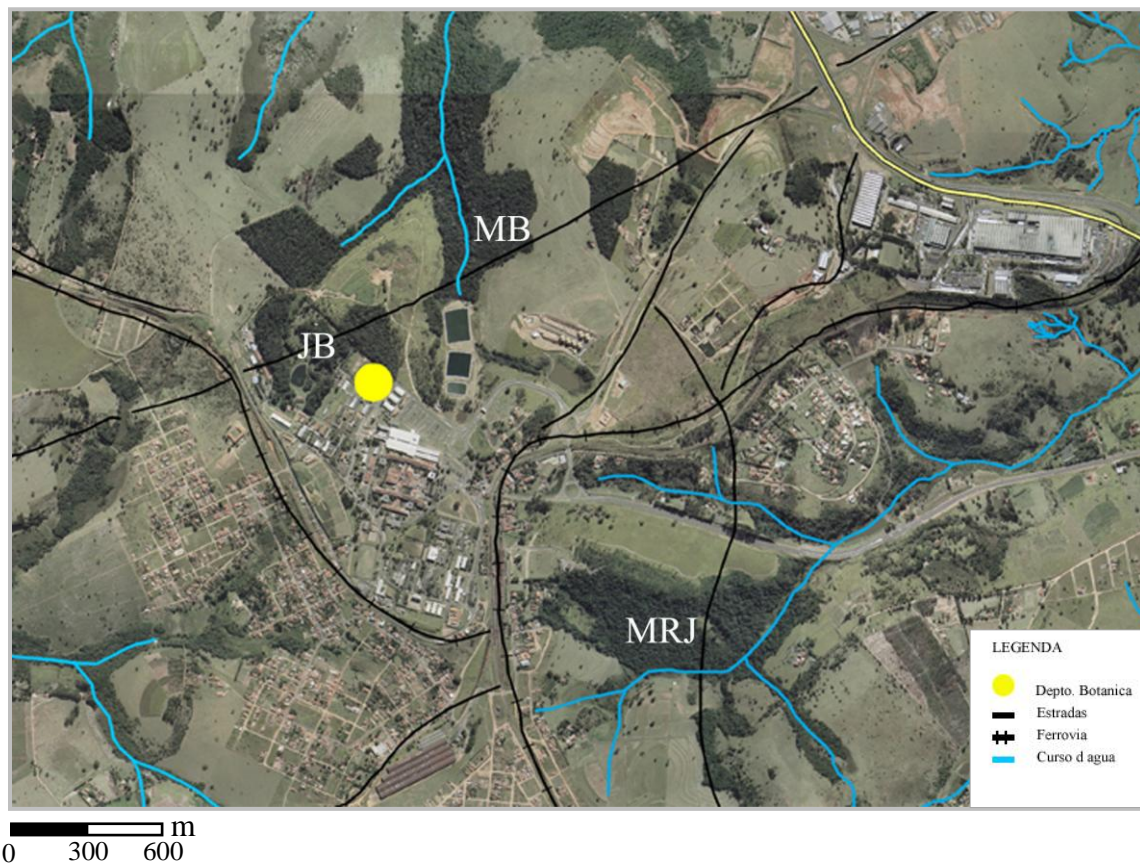 MB
JB
MRJ
LEGENDA
Depto. Botanica
Estradas
Ferrovia
Curso d agua
m
0 300 600